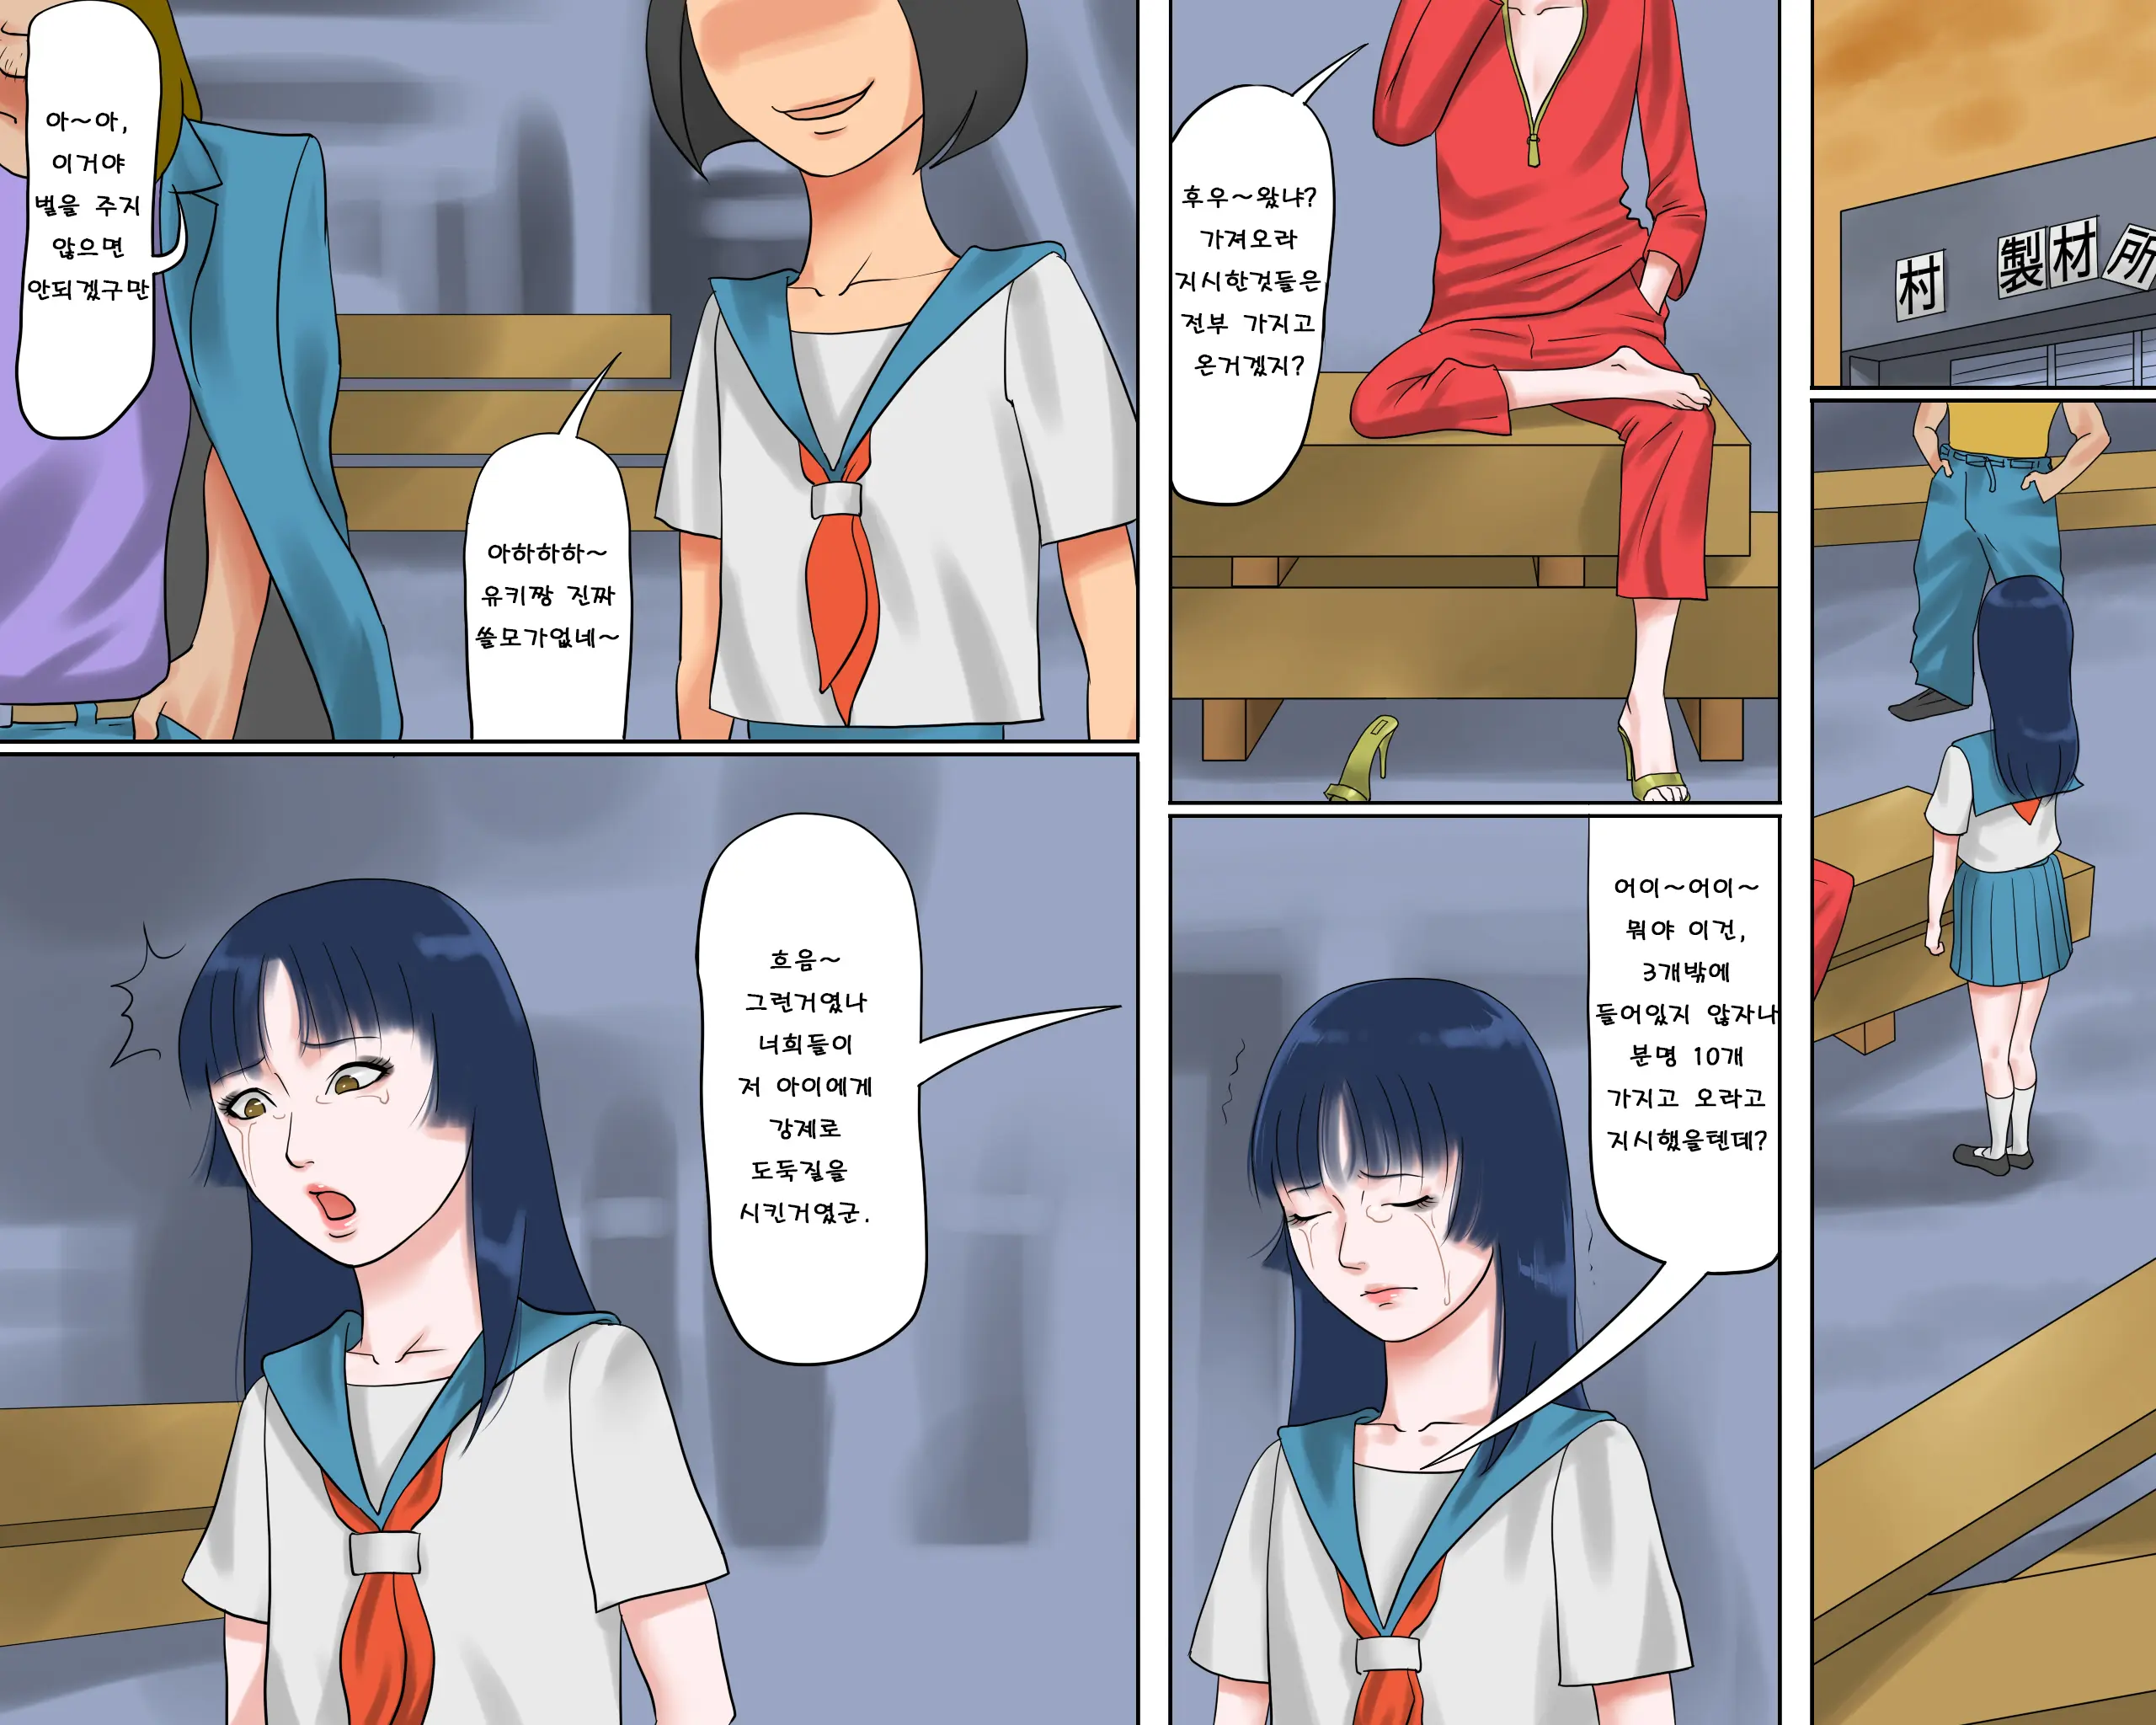 村 製材所
후우~왔냐?
가져오라
지시한것들은
전부 가지고
온거겠지?
어이~어이~
뭐야 이건,
3개밖에
들어있지 않자나
분명 10개
가지고 오라고
지시했을텐데?
아하하하~
유키짱 진짜
쓸모가없네~
아~아,
이거야
벌을 주지
않으면
안되겠구만
흐음~
그런거였나
너희들이
저 아이에게
강제로
도둑질을
시킨거였군.